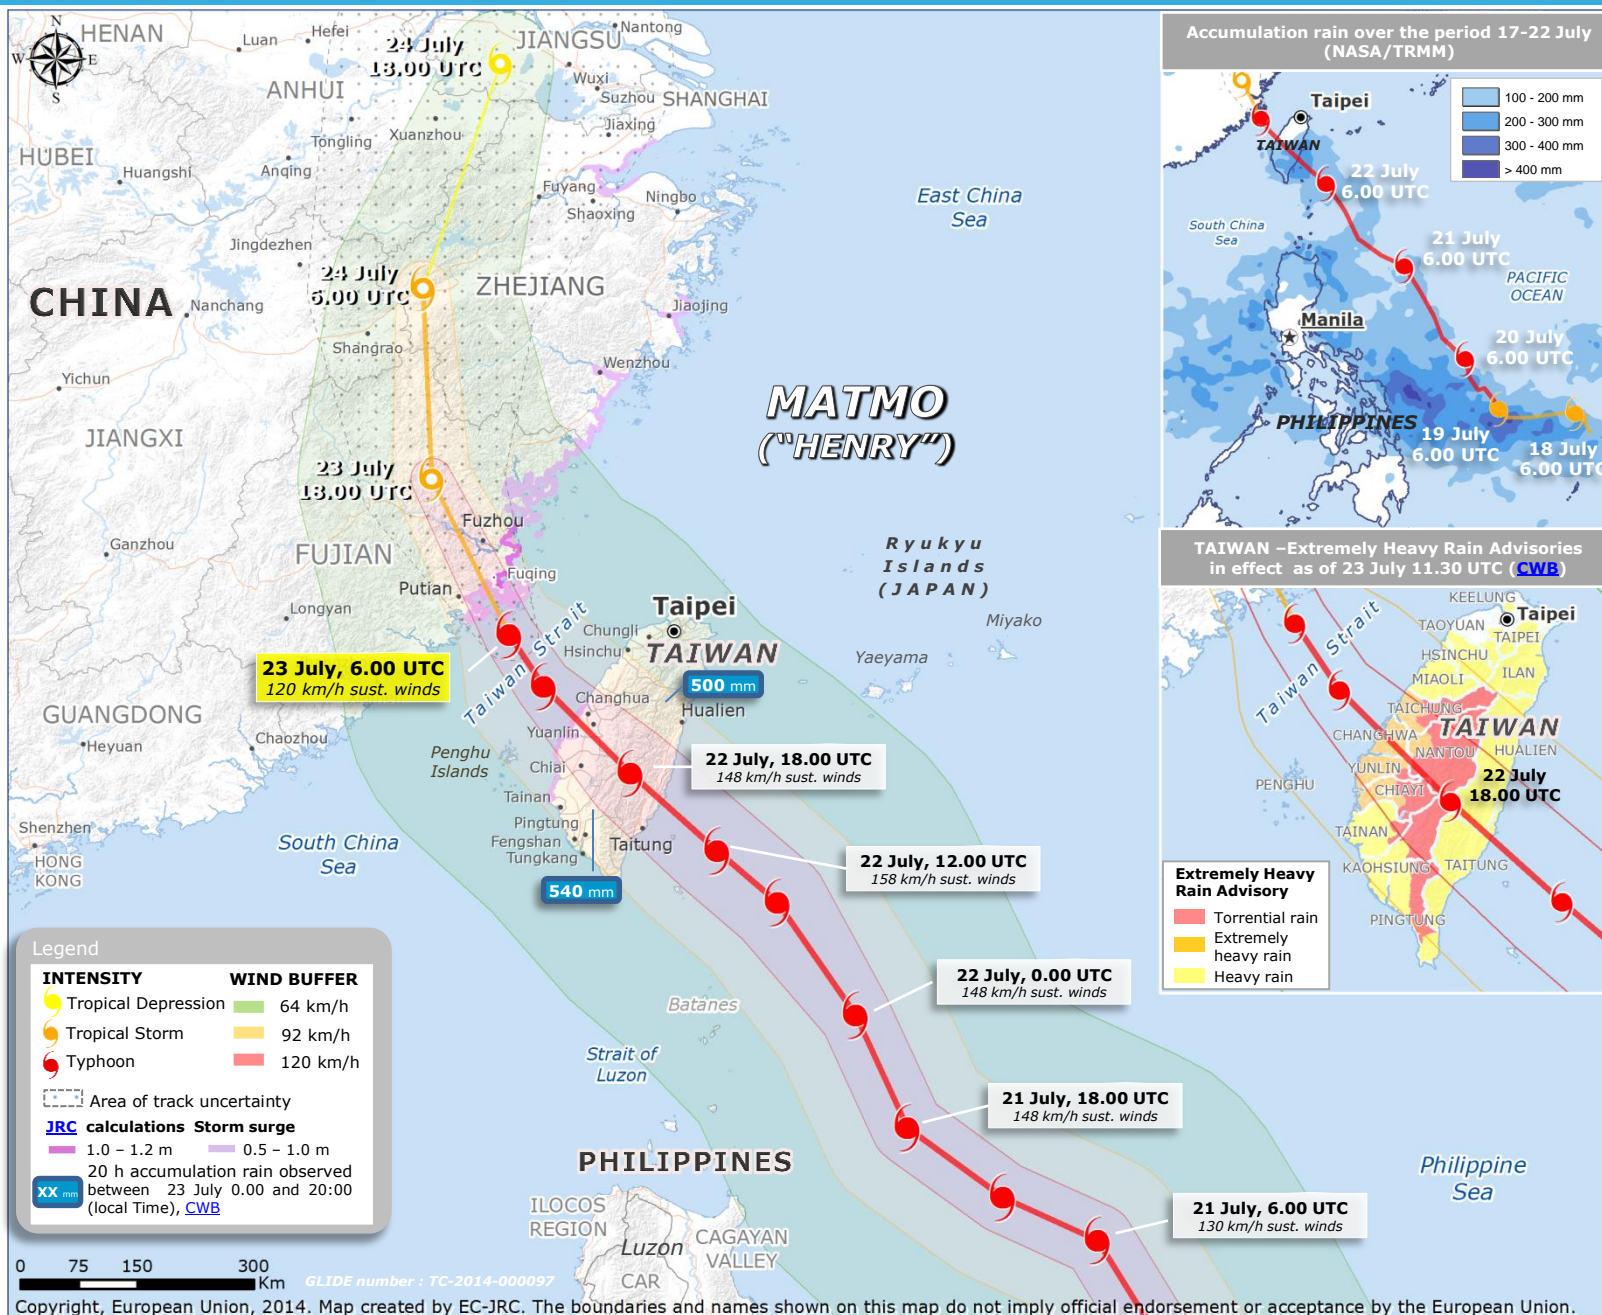 N
W
E
S
HENAN
Luan
Hefei
24 July
18.00 UTC
JIANGSU
Nantong
Wuxi
Suzhou
SHANGHAI
ANHUI
Tongling
Xuanzhou
Jiaxing
HUBEI
Huangshi
Anqing
Fuyang
Shaoxing
Ningbo
East China
Sea
Jingdezhen
24 July
6.00 UTC
ZHEJIANG
CHINA
Nanchang
Jiaojing
Shangrao
Wenzhou
Yichun
MATMO
("HENRY")
JIANGXI
23 July
18.00 UTC
Fuzhou
Ganzhou
FUJIAN
Fuqing
Putian
Longyan
Ryukyu
Islands
(JAPAN)
Miyako
Yaeyama
Taipei
Chungli
Hsinchu
TAIWAN
Taiwan Strait
23 July, 6.00 UTC
120 km/h sust. winds
500 mm
Changhua
Hualien
GUANGDONG
Heyuan
Chaozhou
Yuanlin
Penghu
Islands
Chiai
22 July, 18.00 UTC
148 km/h sust. winds
Tainan
Pingtung
Fengshan
Tungkang
Taitung
Shenzhen
HONG
KONG
South China
Sea
22 July, 12.00 UTC
158 km/h sust. winds
540 mm
22 July, 0.00 UTC
148 km/h sust. winds
Batanes
Strait of
Luzon
21 July, 18.00 UTC
148 km/h sust. winds
PHILIPPINES
Philippine
Sea
21 July, 6.00 UTC
130 km/h sust. winds
ILOCOS
REGION
Luzon
CAGAYAN
VALLEY
CAR
Legend
INTENSITY WIND BUFFER
Tropical Depression 64 km/h
Tropical Storm 92 km/h
Typhoon 120 km/h
Area of track uncertainty
JRC calculations Storm surge
1.0 – 1.2 m 0.5 – 1.0 m
XX mm
20 h accumulation rain observed
between 23 July 0.00 and 20:00
(local Time), CWB
0 75 150 300
Km
GLIDE number : TC-2014-000097
Accumulation rain over the period 17-22 July
(NASA/TRMM)
100 - 200 mm
200 - 300 mm
300 - 400 mm
> 400 mm
Taipei
TAIWAN
22 July
6.00 UTC
South China
Sea
21 July
6.00 UTC
PACIFIC
OCEAN
Manila
20 July
6.00 UTC
PHILIPPINES
19 July
6.00 UTC
18 July
6.00 UTC
TAIWAN –Extremely Heavy Rain Advisories
in effect as of 23 July 11.30 UTC (CWB)
KEELUNG
Taipei
TAOYUAN
TAIPEI
HSINCHU
ILAN
MIAOLI
Taiwan Strait
TAICHUNG
TAIWAN
CHANGHWA
NANTOU
HUALIEN
YUNLIN
PENGHU
CHIAYI
22 July
18.00 UTC
TAINAN
KAOHSIUNG
TAITUNG
PINGTUNG
Extremely Heavy
Rain Advisory
Torrential rain
Extremely
heavy rain
Heavy rain
Copyright, European Union, 2014. Map created by EC-JRC. The boundaries and names shown on this map do not imply official endorsement or acceptance by the European Union.